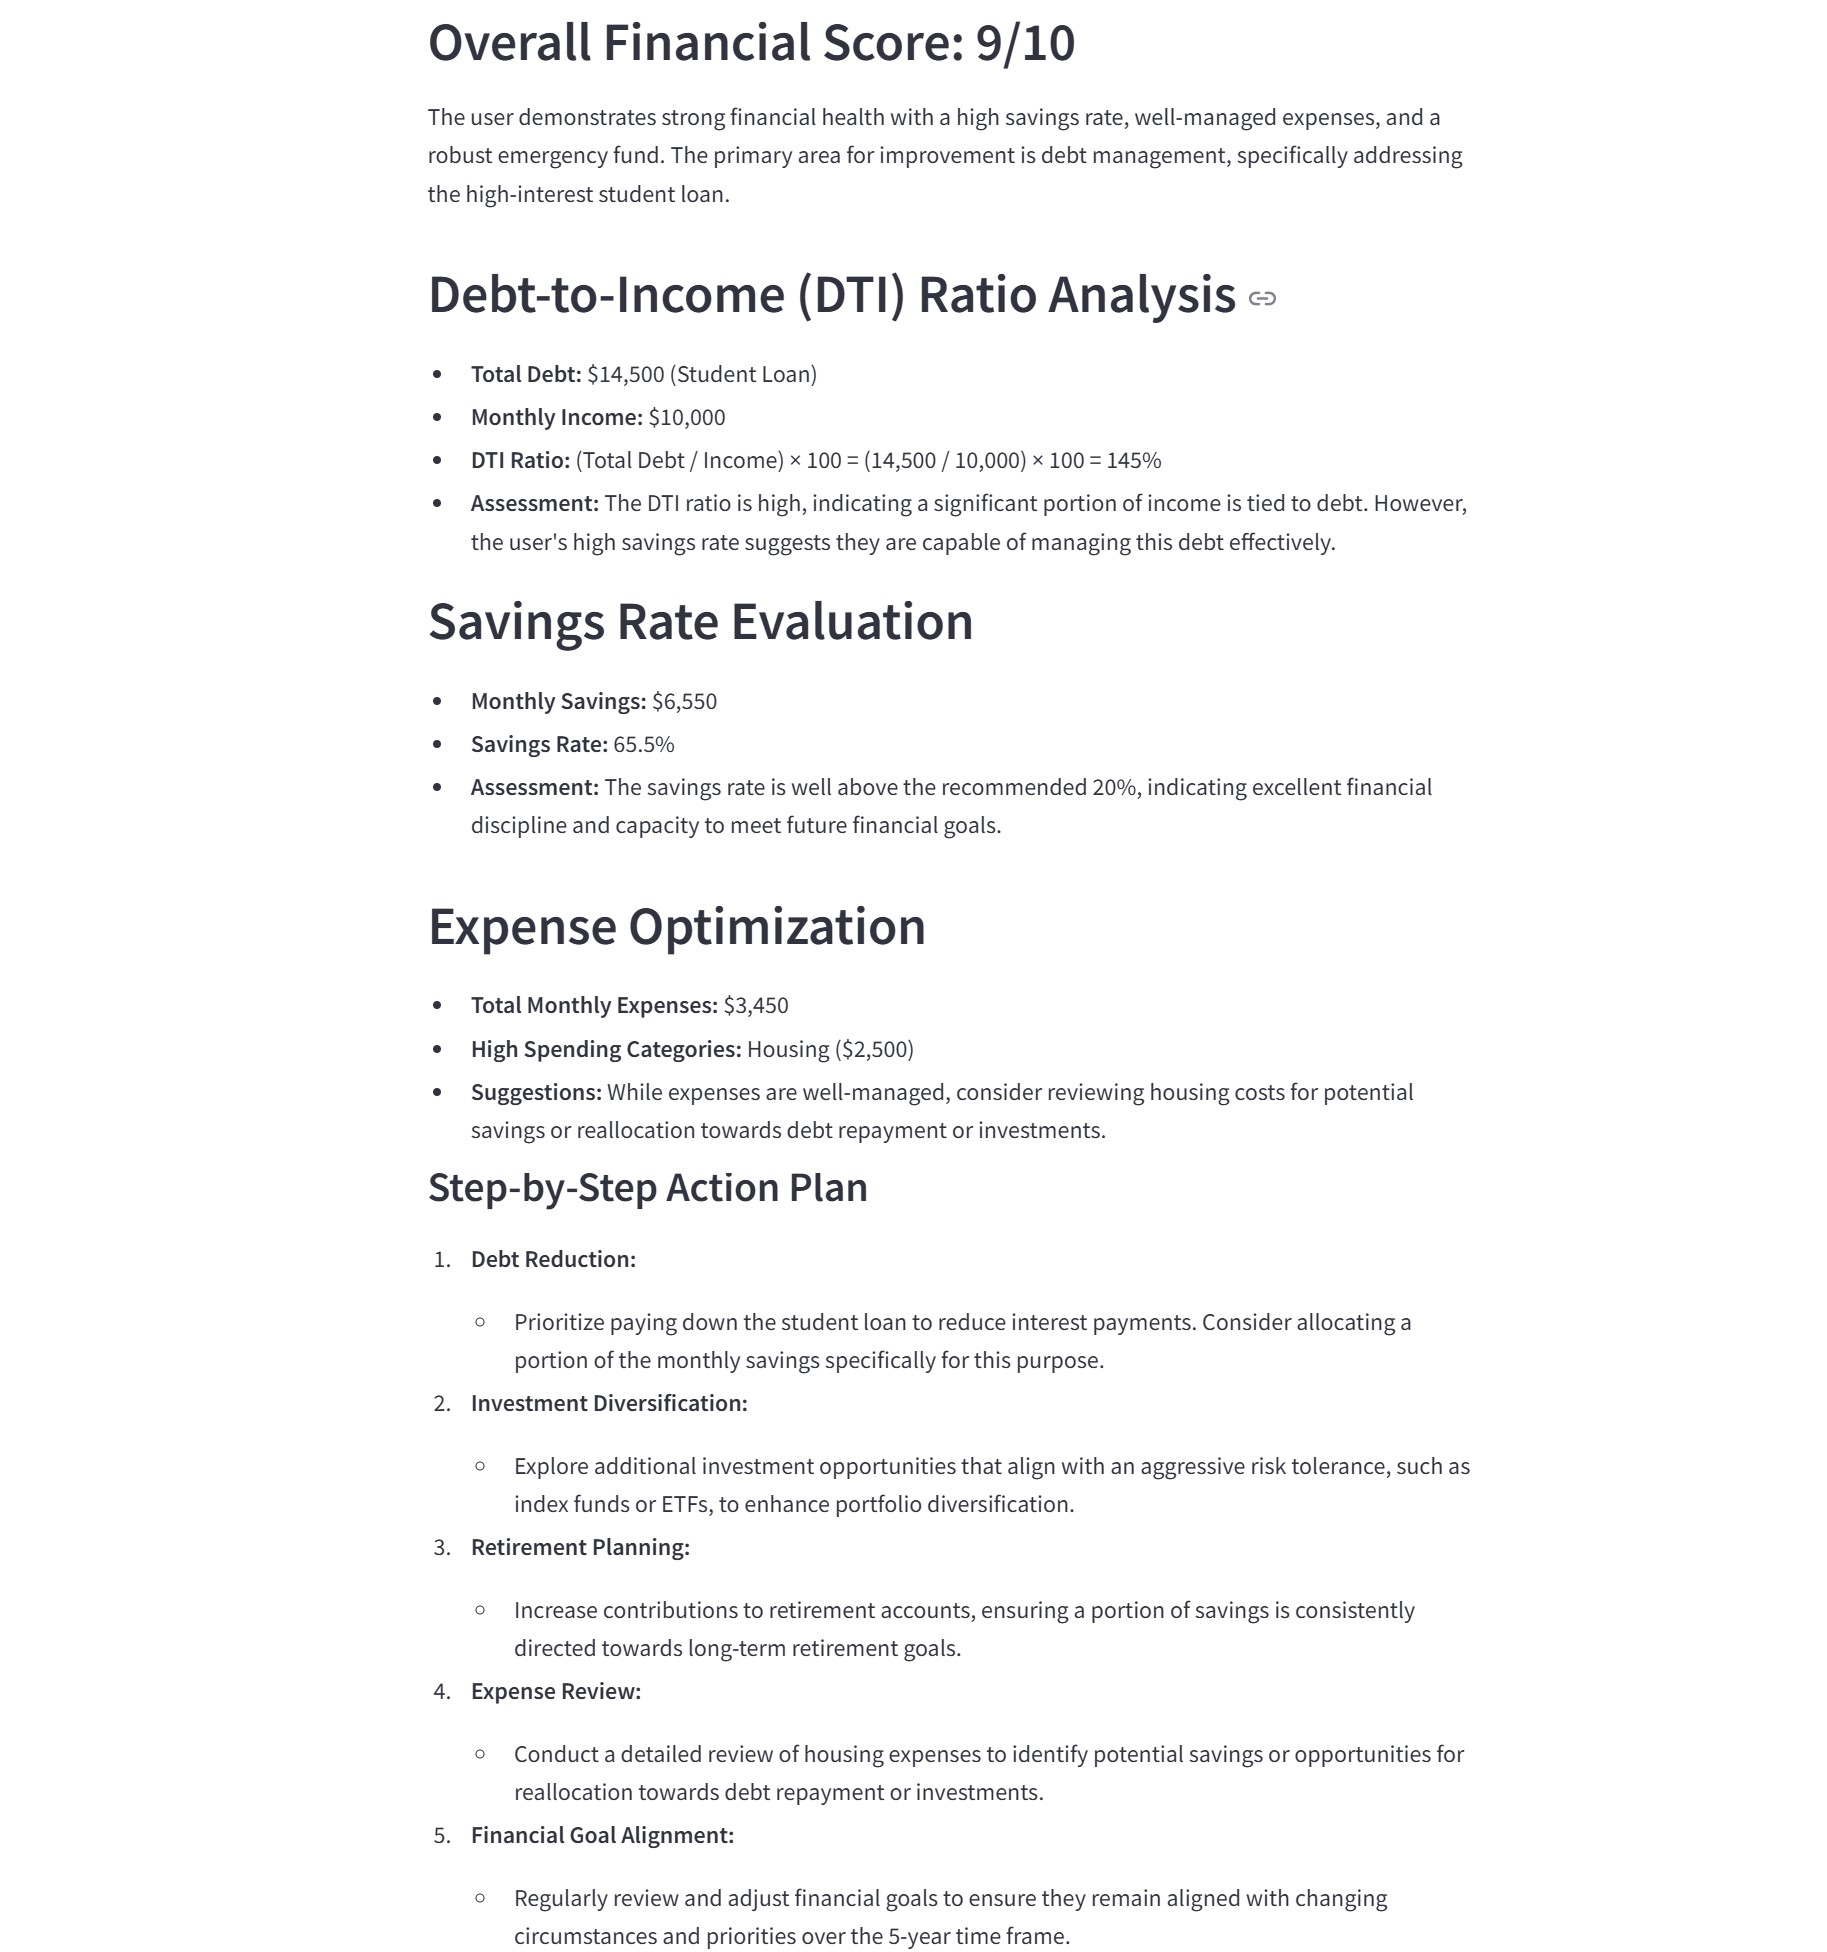 Overall Financial Score: 9/10
The user demonstrates strong financial health with a high savings rate, well-managed expenses, and a
robust emergency fund. The primary area for improvement is debt management, specifically addressing
the high-interest student loan.
Debt-to-Income (DTI) Ratio Analysis
• Total Debt: $14,500 (Student Loan)
• Monthly Income: $10,000
• DTI Ratio: (Total Debt / Income) × 100 = (14,500 / 10,000) × 100 = 145%
• Assessment: The DTI ratio is high, indicating a significant portion of income is tied to debt. However,
the user's high savings rate suggests they are capable of managing this debt effectively.
Savings Rate Evaluation
• Monthly Savings: $6,550
• Savings Rate: 65.5%
• Assessment: The savings rate is well above the recommended 20%, indicating excellent financial
discipline and capacity to meet future financial goals.
Expense Optimization
• Total Monthly Expenses: $3,450
• High Spending Categories: Housing ($2,500)
• Suggestions: While expenses are well-managed, consider reviewing housing costs for potential
savings or reallocation towards debt repayment or investments.
Step-by-Step Action Plan
1. Debt Reduction:
○ Prioritize paying down the student loan to reduce interest payments. Consider allocating a
portion of the monthly savings specifically for this purpose.
2. Investment Diversification:
○ Explore additional investment opportunities that align with an aggressive risk tolerance, such as
index funds or ETFs, to enhance portfolio diversification.
3. Retirement Planning:
○ Increase contributions to retirement accounts, ensuring a portion of savings is consistently
directed towards long-term retirement goals.
4. Expense Review:
○ Conduct a detailed review of housing expenses to identify potential savings or opportunities for
reallocation towards debt repayment or investments.
5. Financial Goal Alignment:
○ Regularly review and adjust financial goals to ensure they remain aligned with changing
circumstances and priorities over the 5-year time frame.